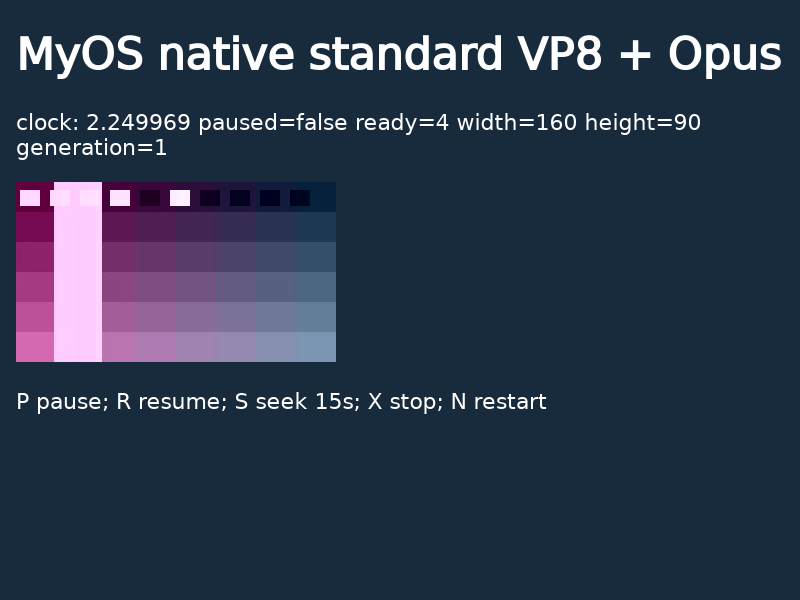 MyOS native standard VP8 + Opus
clock: 2.249969 paused=false ready=4 width=160 height=90
generation=1
P pause; R resume; S seek 15s; X stop; N restart